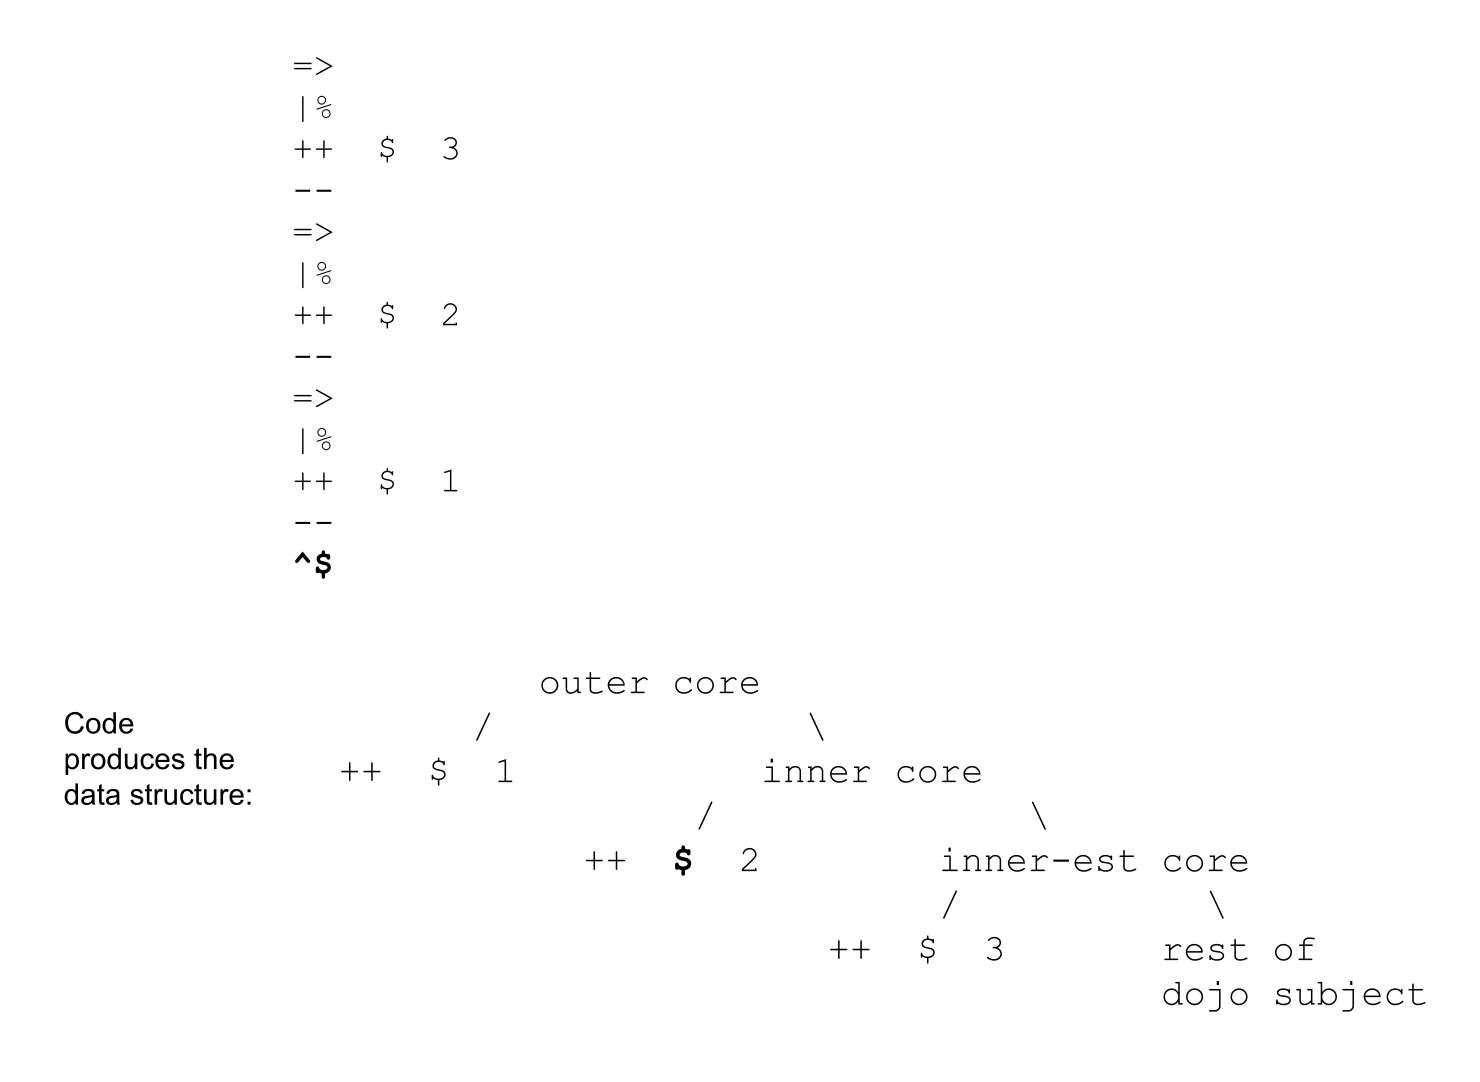 =>
|%
++  $  3
--
=>
|%
++  $  2
--
=>
|%
++  $  1
--
^$
outer core
Code
produces the
data structure:
/ \
++  $  1 inner core
/ \
++  $  2 inner-est core
/ \
++  $  3 rest of
dojo subject